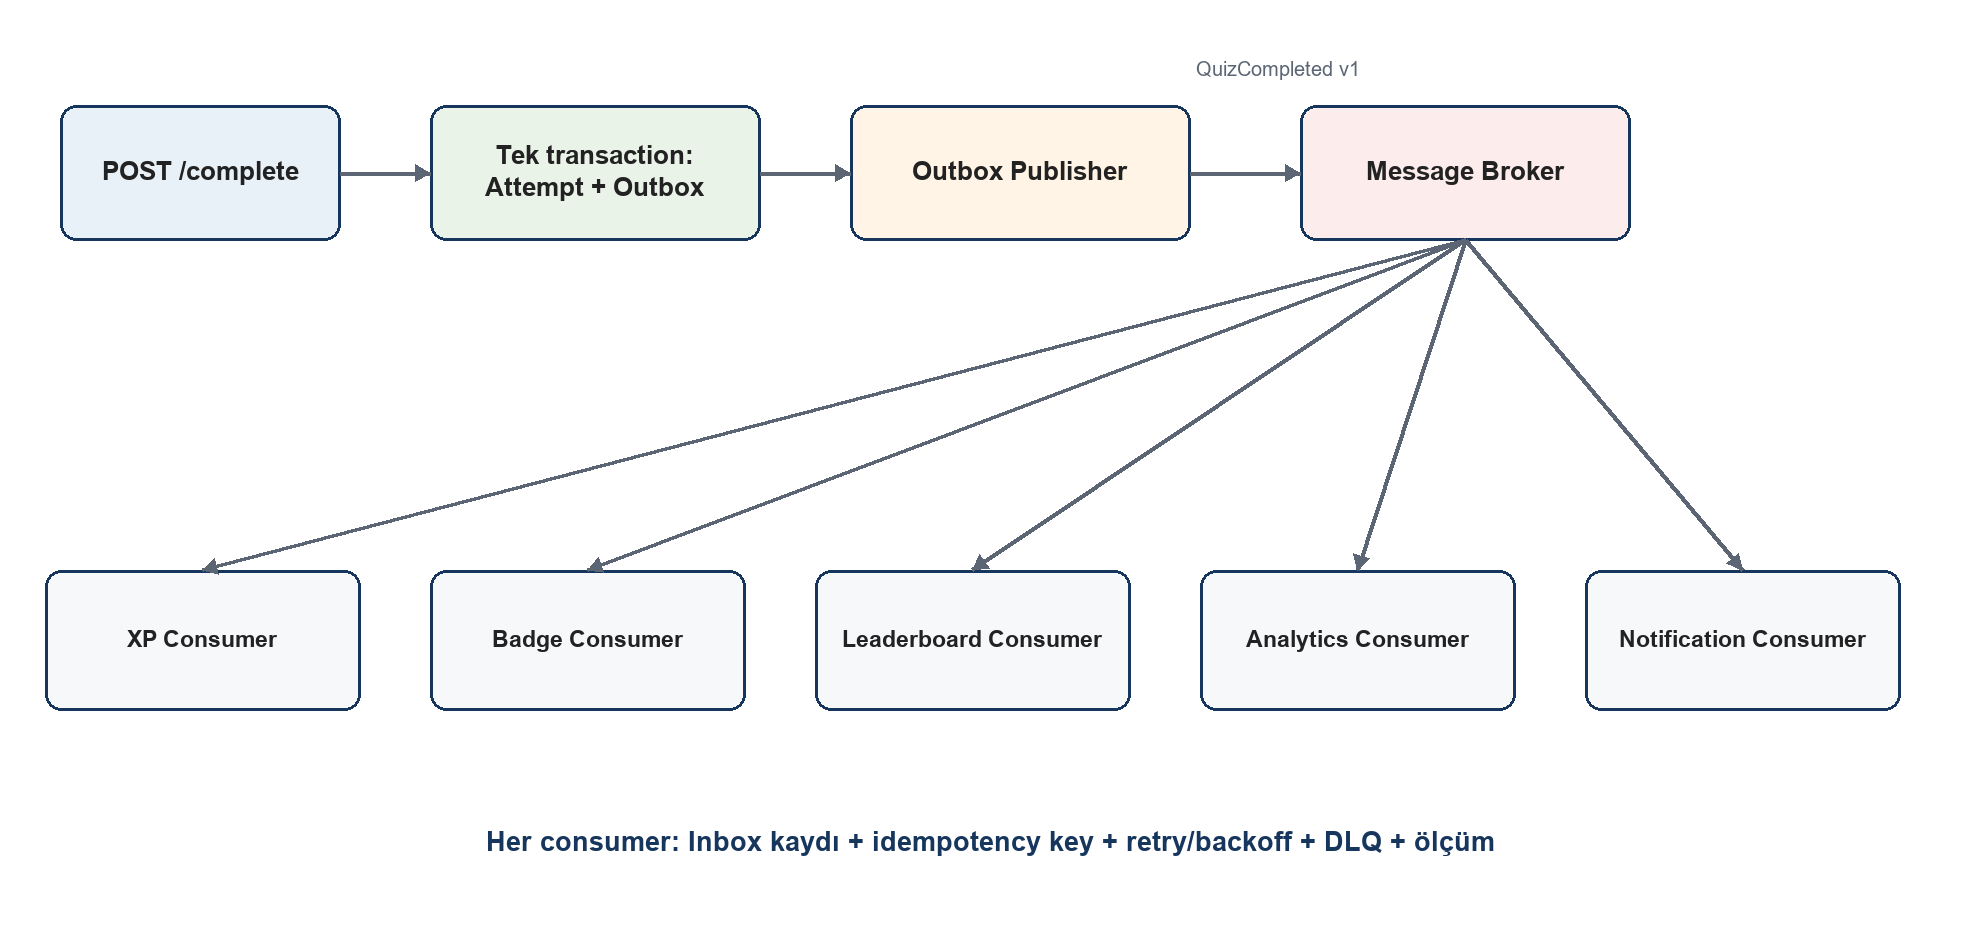 QuizCompleted v1
POST /complete
Tek transaction:
Attempt + Outbox
Outbox Publisher
Message Broker
XP Consumer
Badge Consumer
Leaderboard Consumer
Analytics Consumer
Notification Consumer
Her consumer: Inbox kaydı + idempotency key + retry/backoff + DLQ + ölçüm